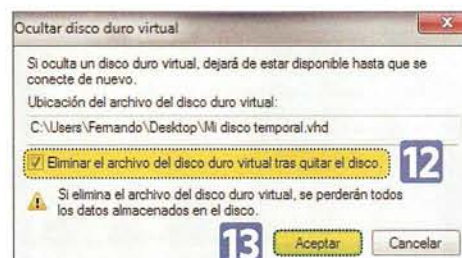 Ocultar disco duro virtual
Si oculta un disco duro virtual, dejará de estar disponible hasta que se
conecte de nuevo.
Ubicación del archivo del disco duro virtual:
C:\Users\Fernando\Desktop\Mi disco temporal.vhd
Eliminar el archivo del disco duro virtual tras quitar el disco.
12
Si elimina el archivo del disco duro virtual, se perderán todos
los datos almacenados en el disco.
13
Aceptar
Cancelar